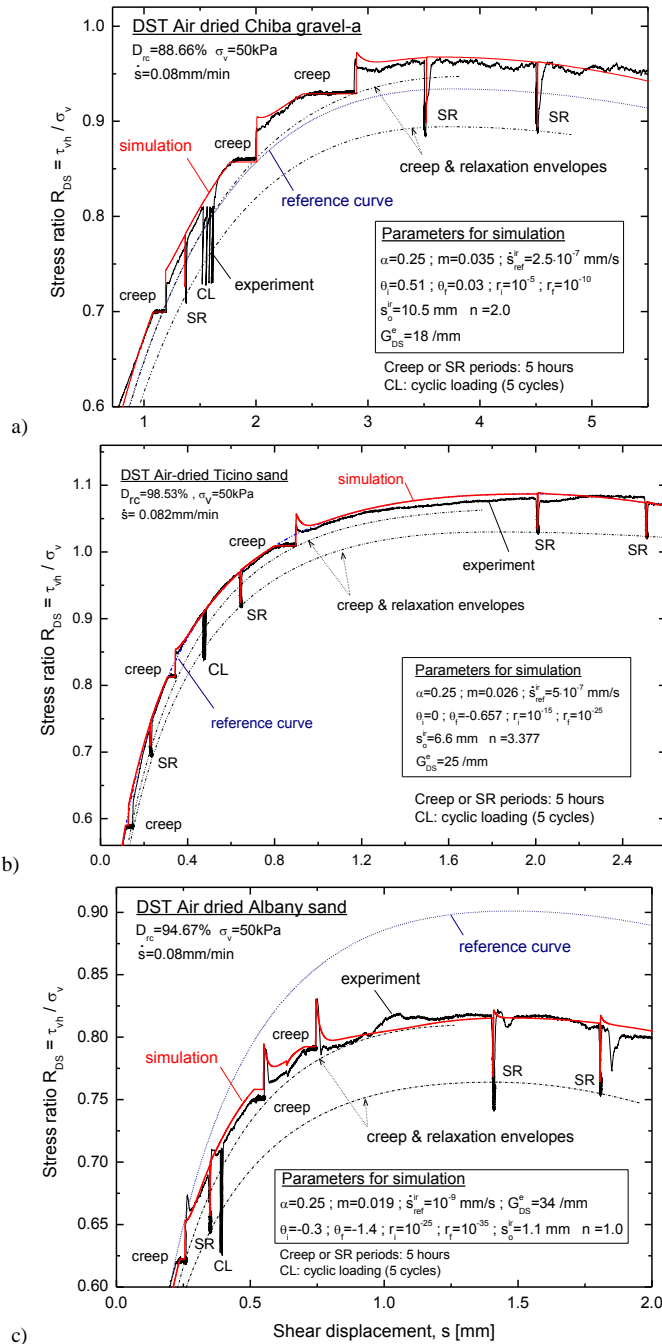 DST Air dried Chiba gravel-a
D_rc=88.66% σ_v=50kPa
ṡ=0.08mm/min
creep
creep
creep
simulation
reference curve
SR
SR
creep & relaxation envelopes
CL
SR
experiment
Parameters for simulation
α=0.25 ; m=0.035 ; ṡ^ir_ref=2.5·10^-7 mm/s
θ_i=0.51 ; θ_f=0.03 ; r_i=10^-5 ; r_f=10^-10
s^ir_o=10.5 mm n =2.0
G^e_DS=18 /mm
Creep or SR periods: 5 hours
CL: cyclic loading (5 cycles)
Stress ratio R_DS = τ_vh / σ_v
1.0
0.9
0.8
0.7
0.6
1 2 3 4 5
a)
DST Air-dried Ticino sand
D_rc=98.53% , σ_v=50kPa
ṡ= 0.082mm/min
simulation
creep
experiment
SR
SR
creep & relaxation envelopes
SR
CL
creep
reference curve
SR
creep
Parameters for simulation
α=0.25 ; m=0.026 ; ṡ^ir_ref=5·10^-7 mm/s
θ_i=0 ; θ_f=-0.657 ; r_i=10^-15 ; r_f=10^-25
s^ir_o=6.6 mm n =3.377
G^e_DS=25 /mm
Creep or SR periods: 5 hours
CL: cyclic loading (5 cycles)
Stress ratio R_DS = τ_vh / σ_v
1.1
1.0
0.9
0.8
0.7
0.6
0.0 0.4 0.8 1.2 1.6 2.0 2.4
b)
DST Air dried Albany sand
D_rc=94.67% σ_v=50kPa
ṡ=0.08mm/min
reference curve
experiment
creep
simulation
SR
SR
creep
creep & relaxation envelopes
creep
SR
CL
Parameters for simulation
α=0.25 ; m=0.019 ; ṡ^ir_ref=10^-9 mm/s ; G^e_DS=34 /mm
θ_i=-0.3 ; θ_f=-1.4 ; r_i=10^-25 ; r_f=10^-35 ; s^ir_o=1.1 mm n =1.0
Creep or SR periods: 5 hours
CL: cyclic loading (5 cycles)
Stress ratio R_DS = τ_vh / σ_v
0.90
0.85
0.80
0.75
0.70
0.65
0.60
0.0 0.5 1.0 1.5 2.0
Shear displacement, s [mm]
c)